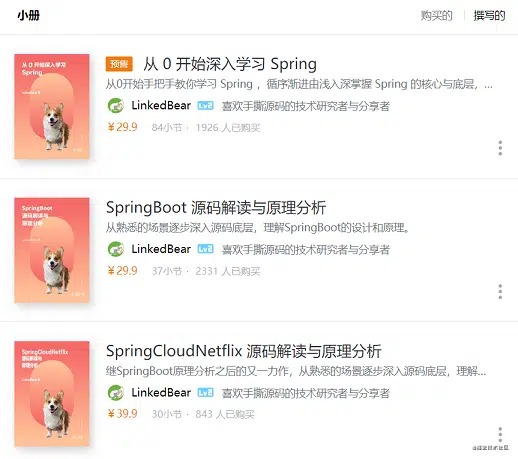 小册
购买的
撰写的
从 0 开始深入学习
Spring
预售 从 0 开始深入学习 Spring
从0开始手把手教你学习 Spring ，循序渐进由浅入深掌握 Spring 的核心与底层，...
LinkedBear Lv2 喜欢手撕源码的技术研究者与分享者
￥29.9 84小节 · 1926 人已购买
SpringBoot
源码解读与
原理分析
SpringBoot 源码解读与原理分析
从熟悉的场景逐步深入源码底层，理解SpringBoot的设计和原理。
LinkedBear Lv2 喜欢手撕源码的技术研究者与分享者
￥29.9 37小节 · 2331 人已购买
SpringCloudNetflix
源码解读与
原理分析
SpringCloudNetflix 源码解读与原理分析
继SpringBoot原理分析之后的又一力作，从熟悉的场景逐步深入源码底层，理解...
LinkedBear Lv2 喜欢手撕源码的技术研究者与分享者
￥39.9 30小节 · 843 人已购买